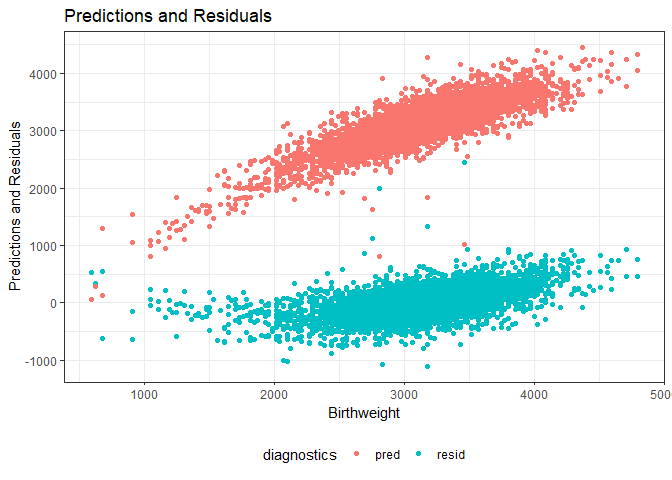 Predictions and Residuals
Predictions and Residuals
4000
3000
2000
1000
0
-1000
1000
2000
3000
4000
500
Birthweight
diagnostics pred resid